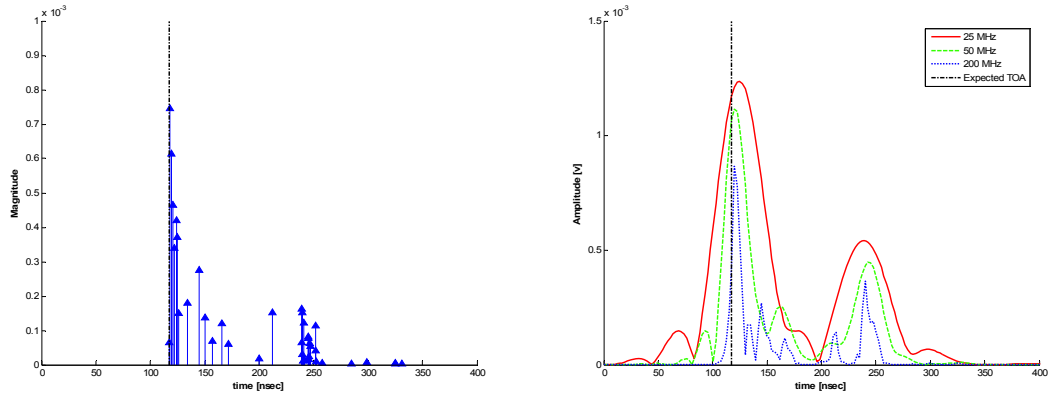 x 10^-3
1
0.9
0.8
0.7
0.6
0.5
0.4
0.3
0.2
0.1
0
Magnitude
0 50 100 150 200 250 300 350 400
time [nsec]
x 10^-3
1.5
1
0.5
0
Amplitude [v]
25 MHz
50 MHz
200 MHz
Expected TOA
0 50 100 150 200 250 300 350 400
time [nsec]